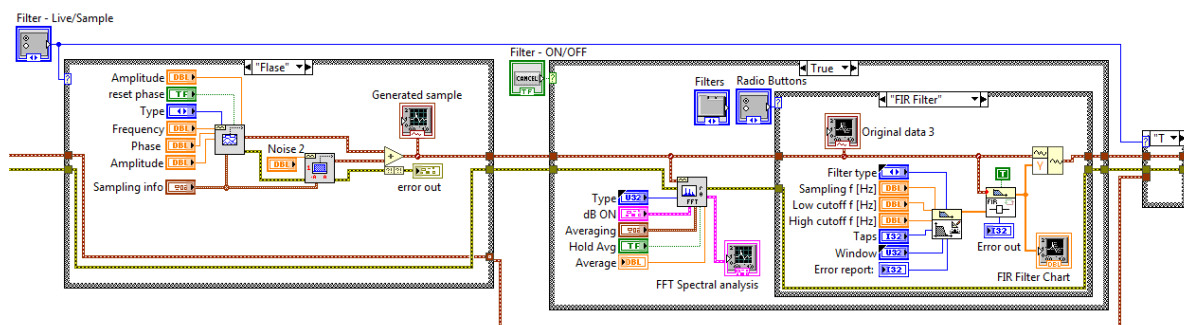 Filter - Live/Sample
"Flase"
Amplitude
DBL
reset phase
TF
Type
Frequency
DBL
Phase
DBL
Amplitude
DBL
Sampling info
Noise 2
DBL
Generated sample
+
?!
?!
error out
Filter - ON/OFF
CANCEL
TF
True
Filters
Radio Buttons
"FIR Filter"
Original data 3
Type
U32
dB ON
Averaging
Hold Avg
TF
Average
DBL
FFT
FFT Spectral analysis
Filter type
Sampling f [Hz]
DBL
Low cutoff f [Hz]
DBL
High cutoff f [Hz]
DBL
Taps
I32
Window
U32
Error report:
I32
T
FIR
I32
Error out
Y
DBL
FIR Filter Chart
"T